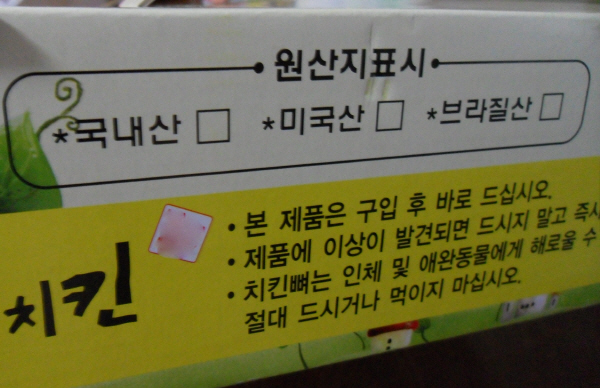 원산지표시
*국내산 □ *미국산 □ *브라질산 □
치킨
• 본 제품은 구입 후 바로 드십시오.
• 제품에 이상이 발견되면 드시지 말고 즉시
• 치킨뼈는 인체 및 애완동물에게 해로울 수
절대 드시거나 먹이지 마십시오.